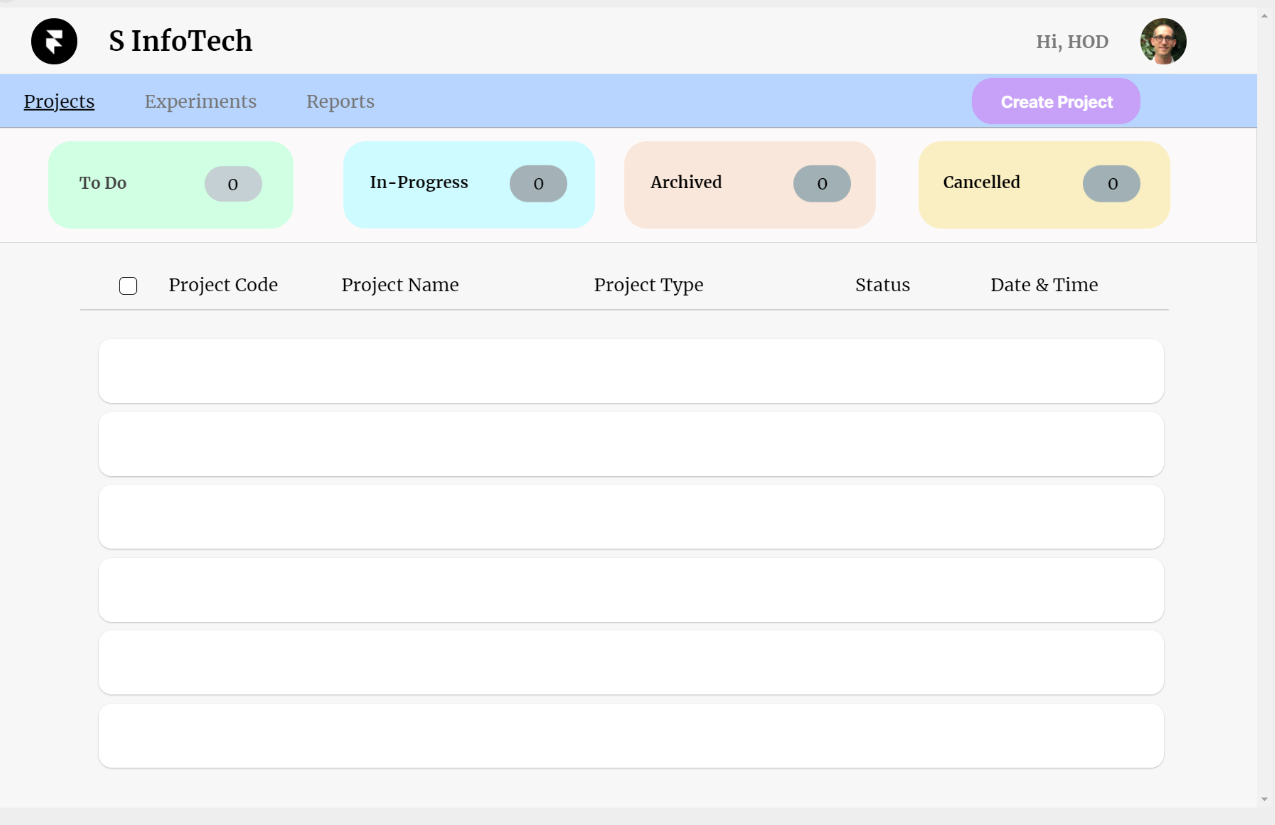 S InfoTech
Hi, HOD
Projects Experiments Reports Create Project
To Do 0 In-Progress 0 Archived 0 Cancelled 0
Project Code Project Name Project Type Status Date & Time